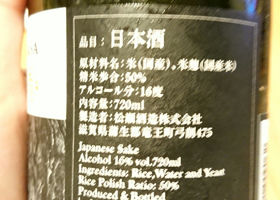 品目：日本酒
原材料名：米(国産)、米麹(国産米)
精米歩合：50%
アルコール分：16度
内容量：720ml
製造者：松瀬酒造株式会社
滋賀県蒲生郡竜王町弓削475
Japanese Sake
Alcohol 16% vol.720ml
Ingredients: Rice,Water and Yeast
Rice Polish Ratio: 50%
Produced & Bottled